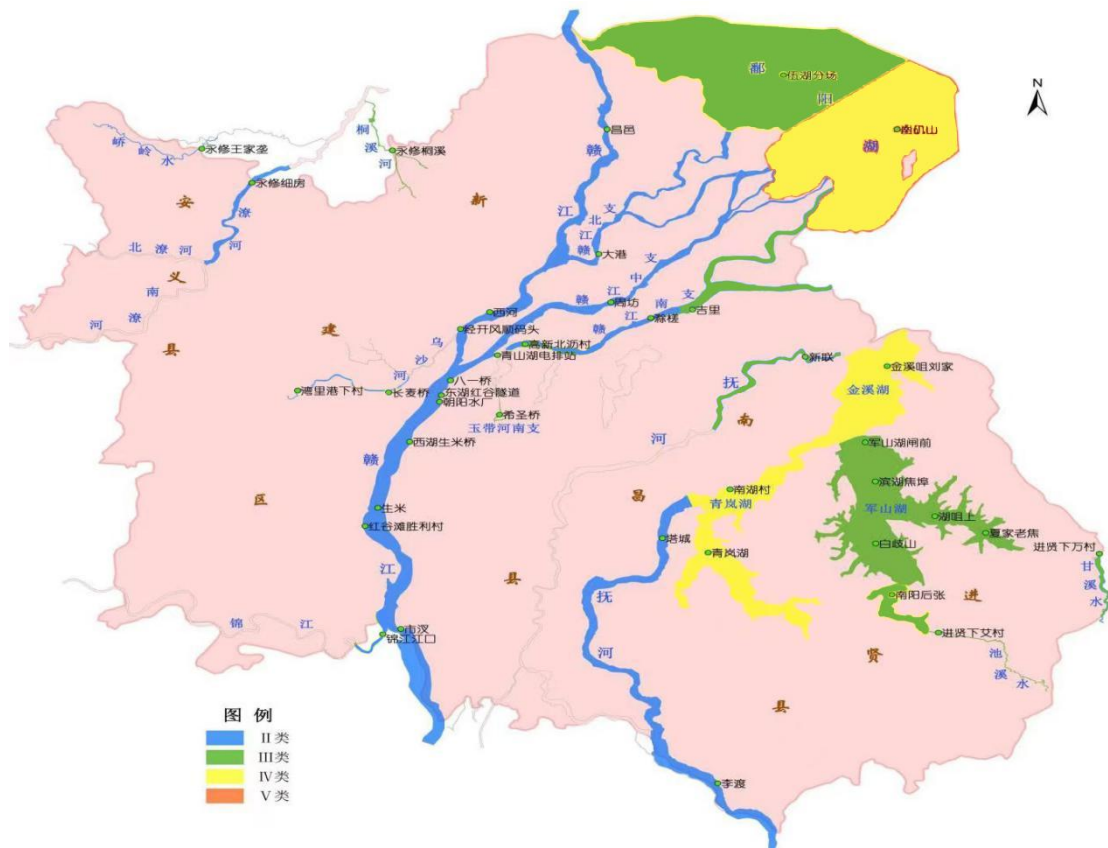 N
鄱
阳
湖
伍湖分场
南矶山
昌邑
赣
江
桐
溪
河
永修桐溪
峤岭水
永修王家垄
永修细房
安
义
县
潦
河
北潦河
南
潦
河
新
建
区
赣江北支
大港
赣江中支
周坊
赣江南支
滁槎
吉里
西河
经开风顺码头
高新北沥村
青山湖电排站
乌
沙
河
八一桥
东湖红谷隧道
朝阳水厂
湾里港下村
长麦桥
希圣桥
玉带河南支
西湖生米桥
赣
江
生米
红谷滩胜利村
锦江
市汊
锦江江口
新联
抚
河
南
昌
县
金溪咀刘家
金溪湖
军山湖闸前
滨湖焦埠
军山湖
湖咀上
夏家老焦
白歧山
南湖村
青岚湖
青岚湖
塔城
抚
河
进贤下万村
甘
溪
水
南阳后张
进贤下艾村
池
溪
水
进
贤
县
李渡
图 例
II 类
III类
IV类
V 类